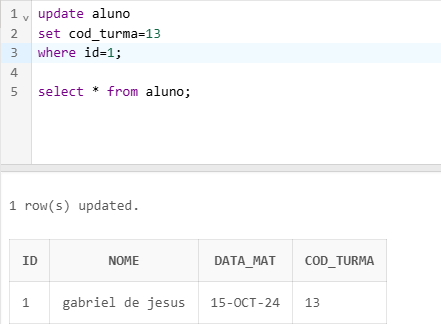 1 update aluno
2 set cod_turma=13
3 where id=1;
4
5 select * from aluno;
1 row(s) updated.
ID NOME DATA_MAT COD_TURMA
1 gabriel de jesus 15-OCT-24 13